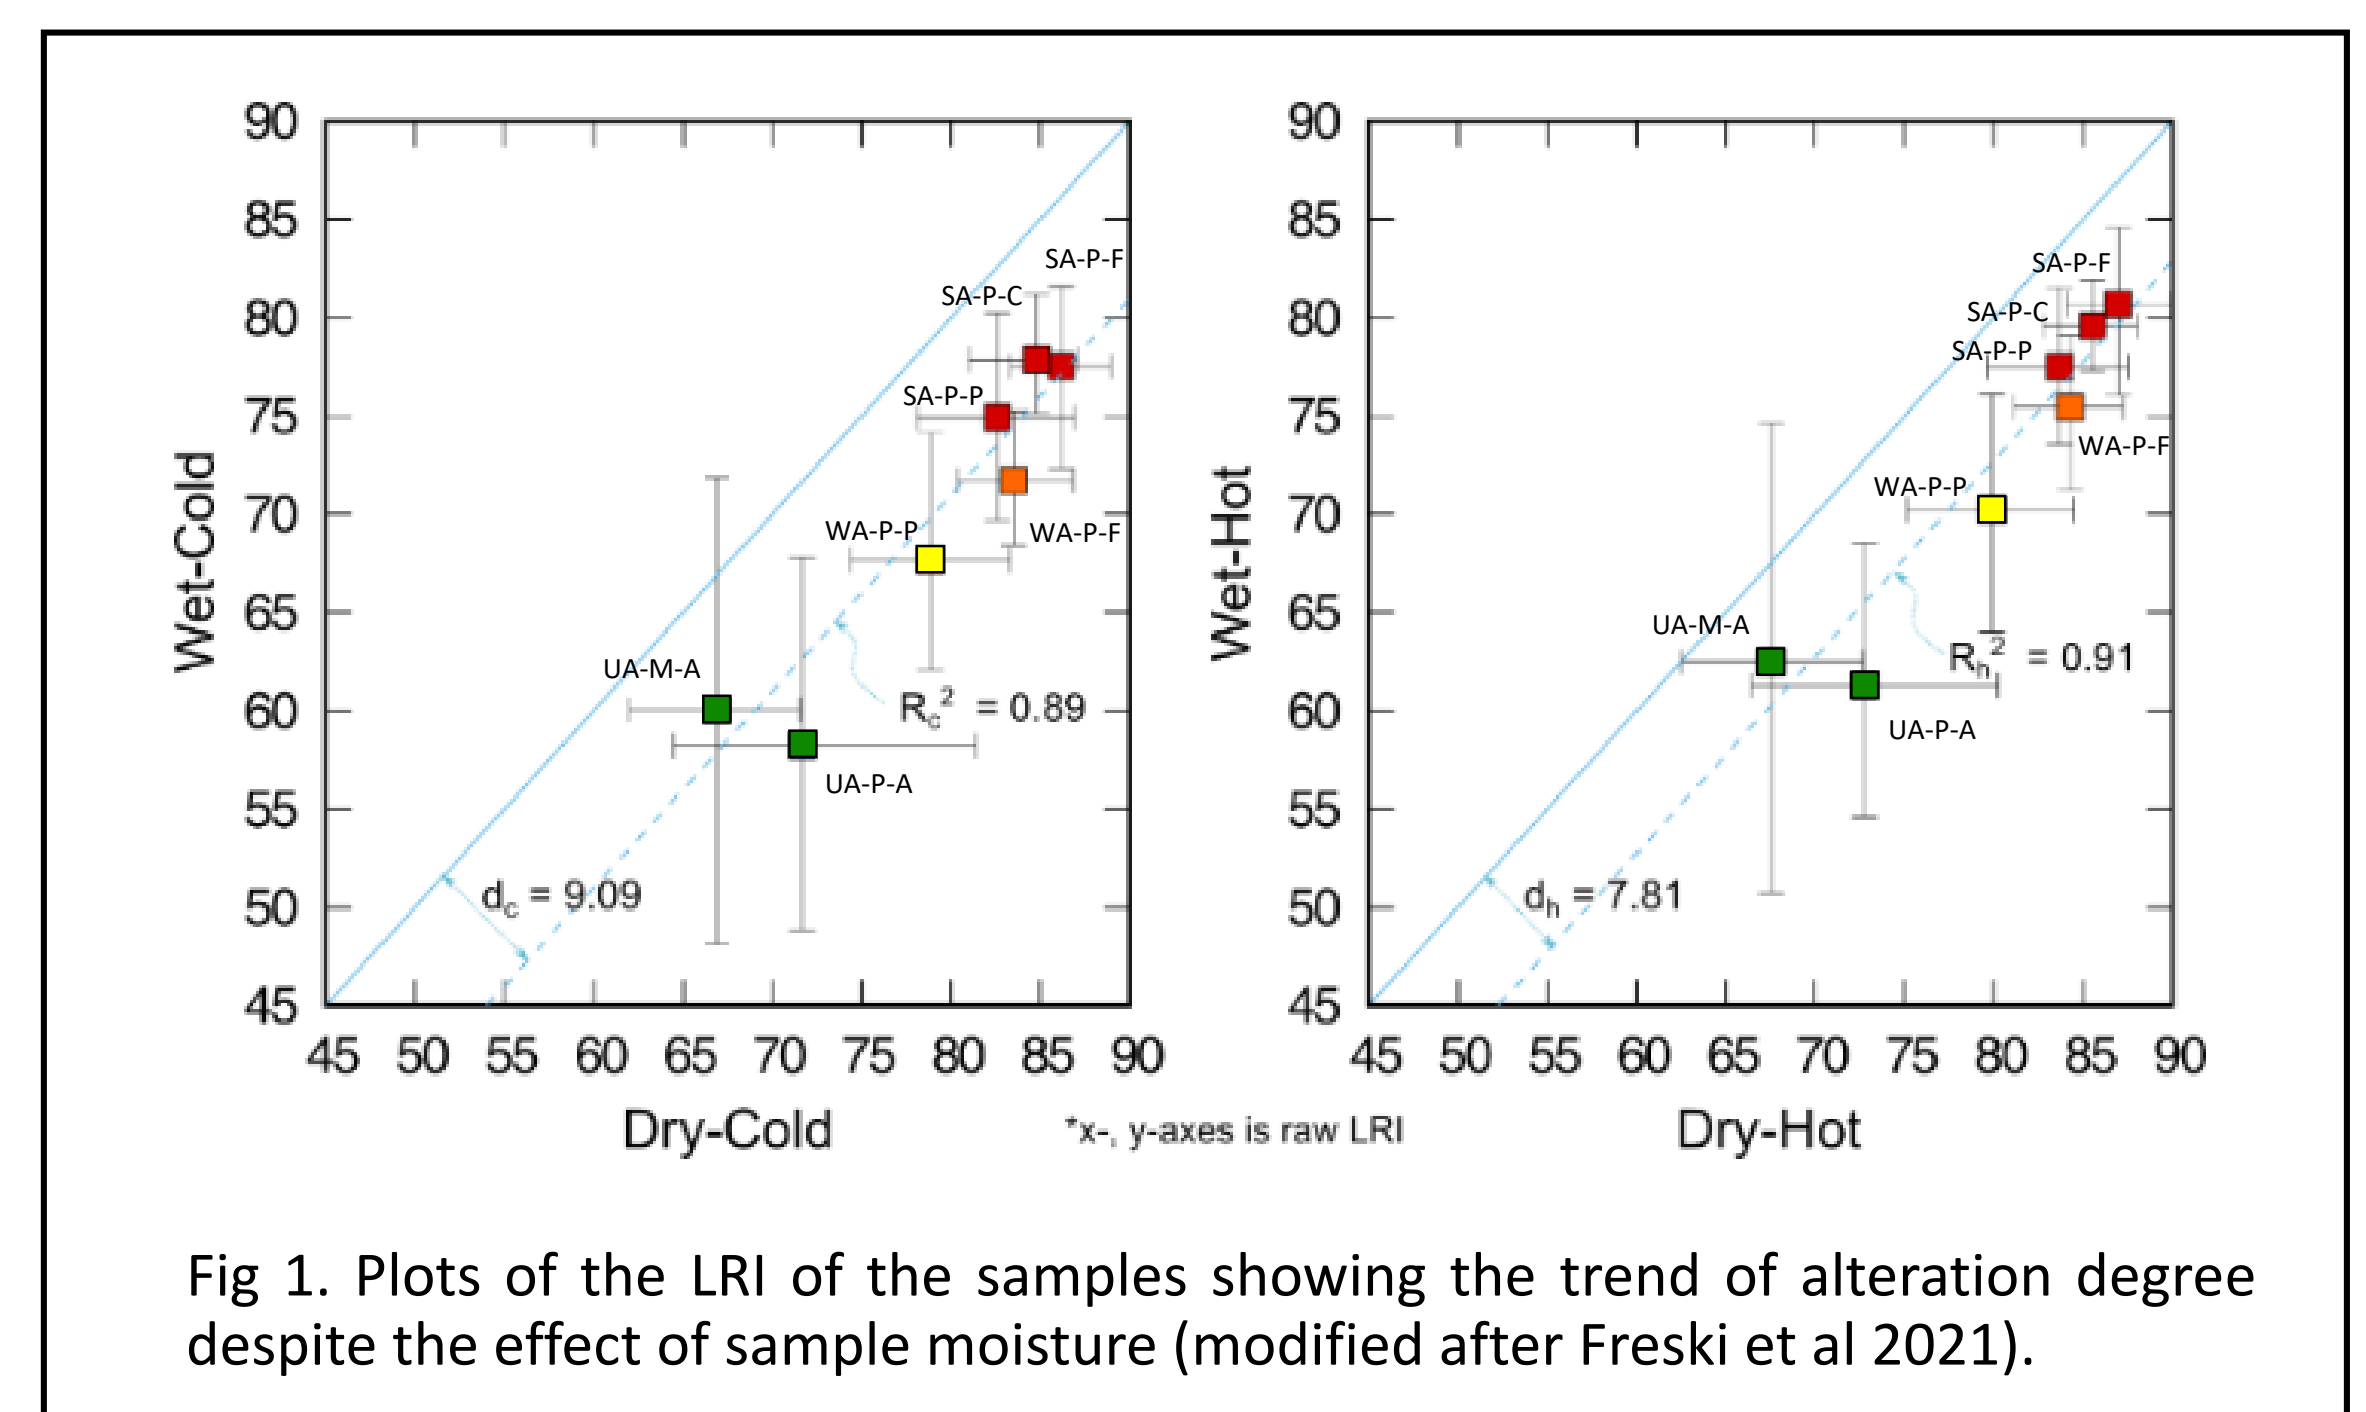 90
85
80
75
70
65
60
55
50
45
Wet-Cold
SA-P-F
SA-P-C
SA-P-P
WA-P-P
WA-P-F
UA-M-A
UA-P-A
Rc² = 0.89
dc = 9.09
45 50 55 60 65 70 75 80 85 90
Dry-Cold
90
85
80
75
70
65
60
55
50
45
Wet-Hot
SA-P-F
SA-P-C
SA-P-P
WA-P-F
WA-P-P
UA-M-A
Rh² = 0.91
UA-P-A
dh = 7.81
45 50 55 60 65 70 75 80 85 90
Dry-Hot
*x-, y-axes is raw LRI
Fig 1. Plots of the LRI of the samples showing the trend of alteration degree
despite the effect of sample moisture (modified after Freski et al 2021).